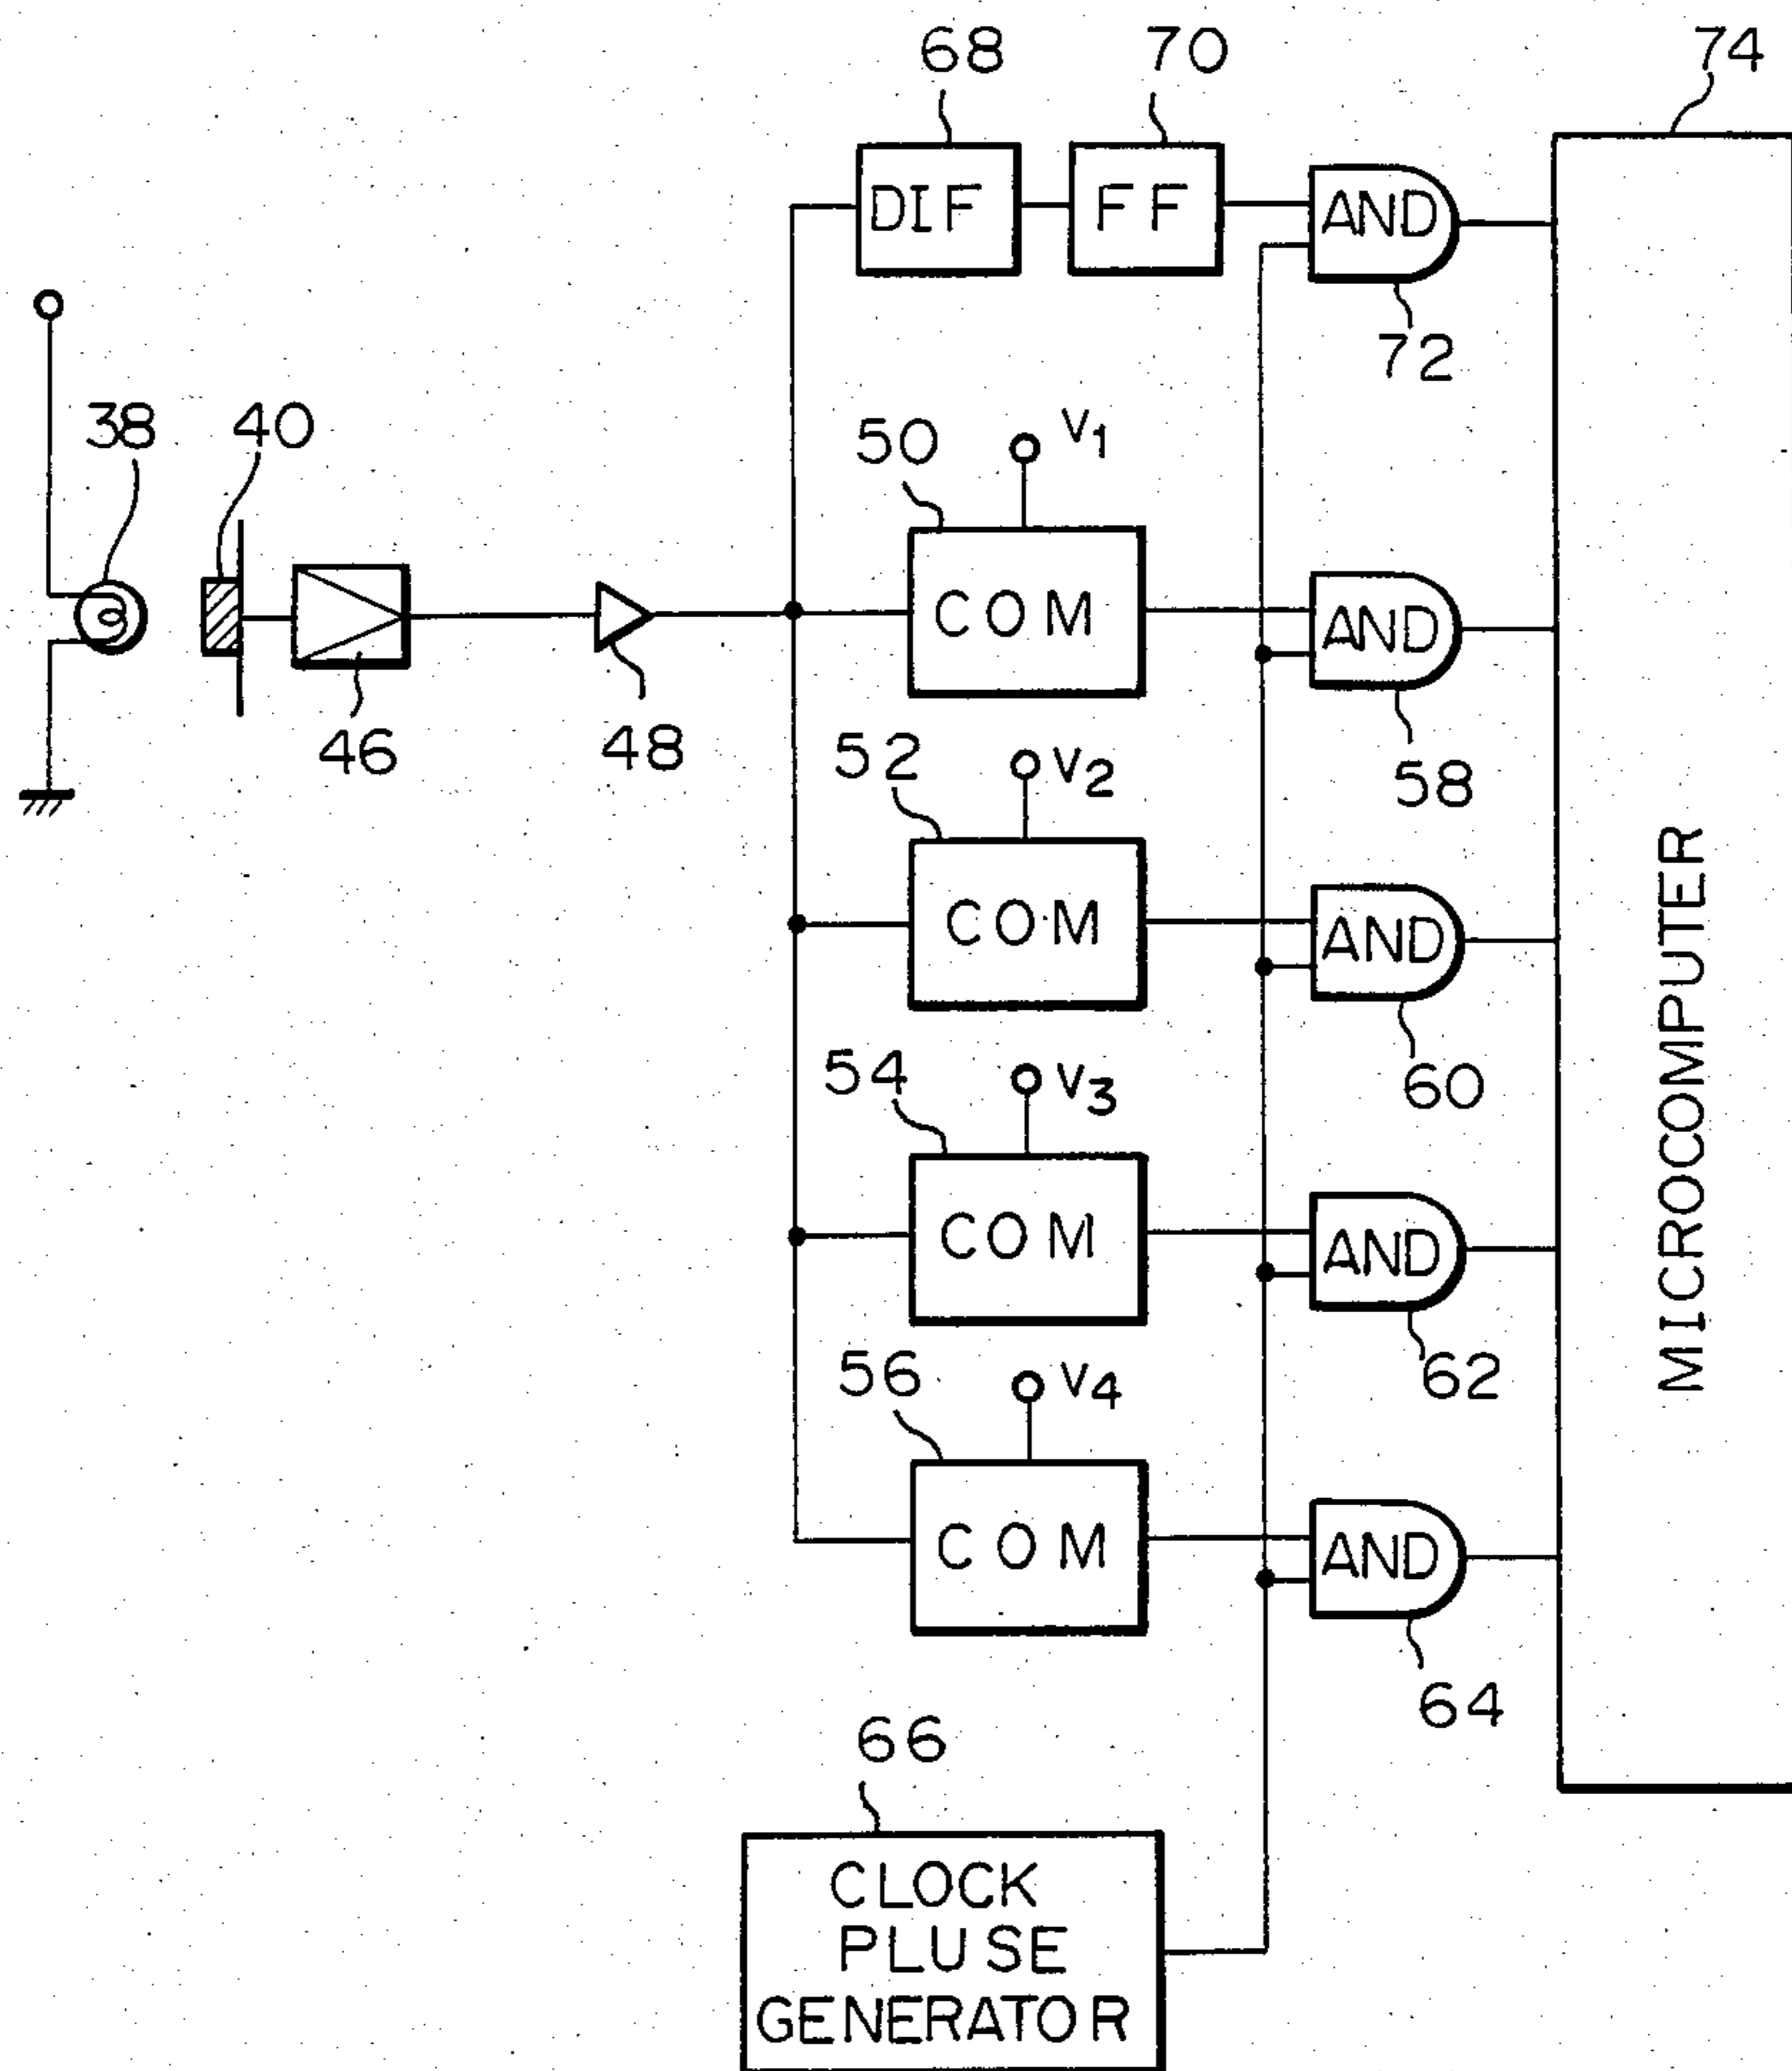 68 70 74
DIF FF AND
72
38 40 50 V1
COM AND
46 48 52 V2 58
COM AND
54 V3 60
COM AND
56 V4 62
COM AND
64
MICROCOMPUTER
66
CLOCK
PLUSE
GENERATOR